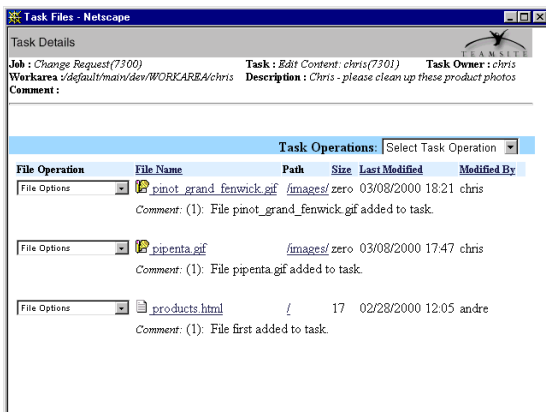 Task Files - Netscape
Task Details
TEAMSITE
Job : Change Request(7300) Task : Edit Content: chris(7301) Task Owner : chris
Workarea :/default/main/dev/WORKAREA/chris Description : Chris - please clean up these product photos
Comment :
Task Operations: Select Task Operation
File Operation File Name Path Size Last Modified Modified By
File Options pinot_grand_fenwick.gif /images/ zero 03/08/2000 18:21 chris
Comment: (1): File pinot_grand_fenwick.gif added to task.
File Options pipenta.gif /images/ zero 03/08/2000 17:47 chris
Comment: (1): File pipenta.gif added to task.
File Options products.html / 17 02/28/2000 12:05 andre
Comment: (1): File first added to task.